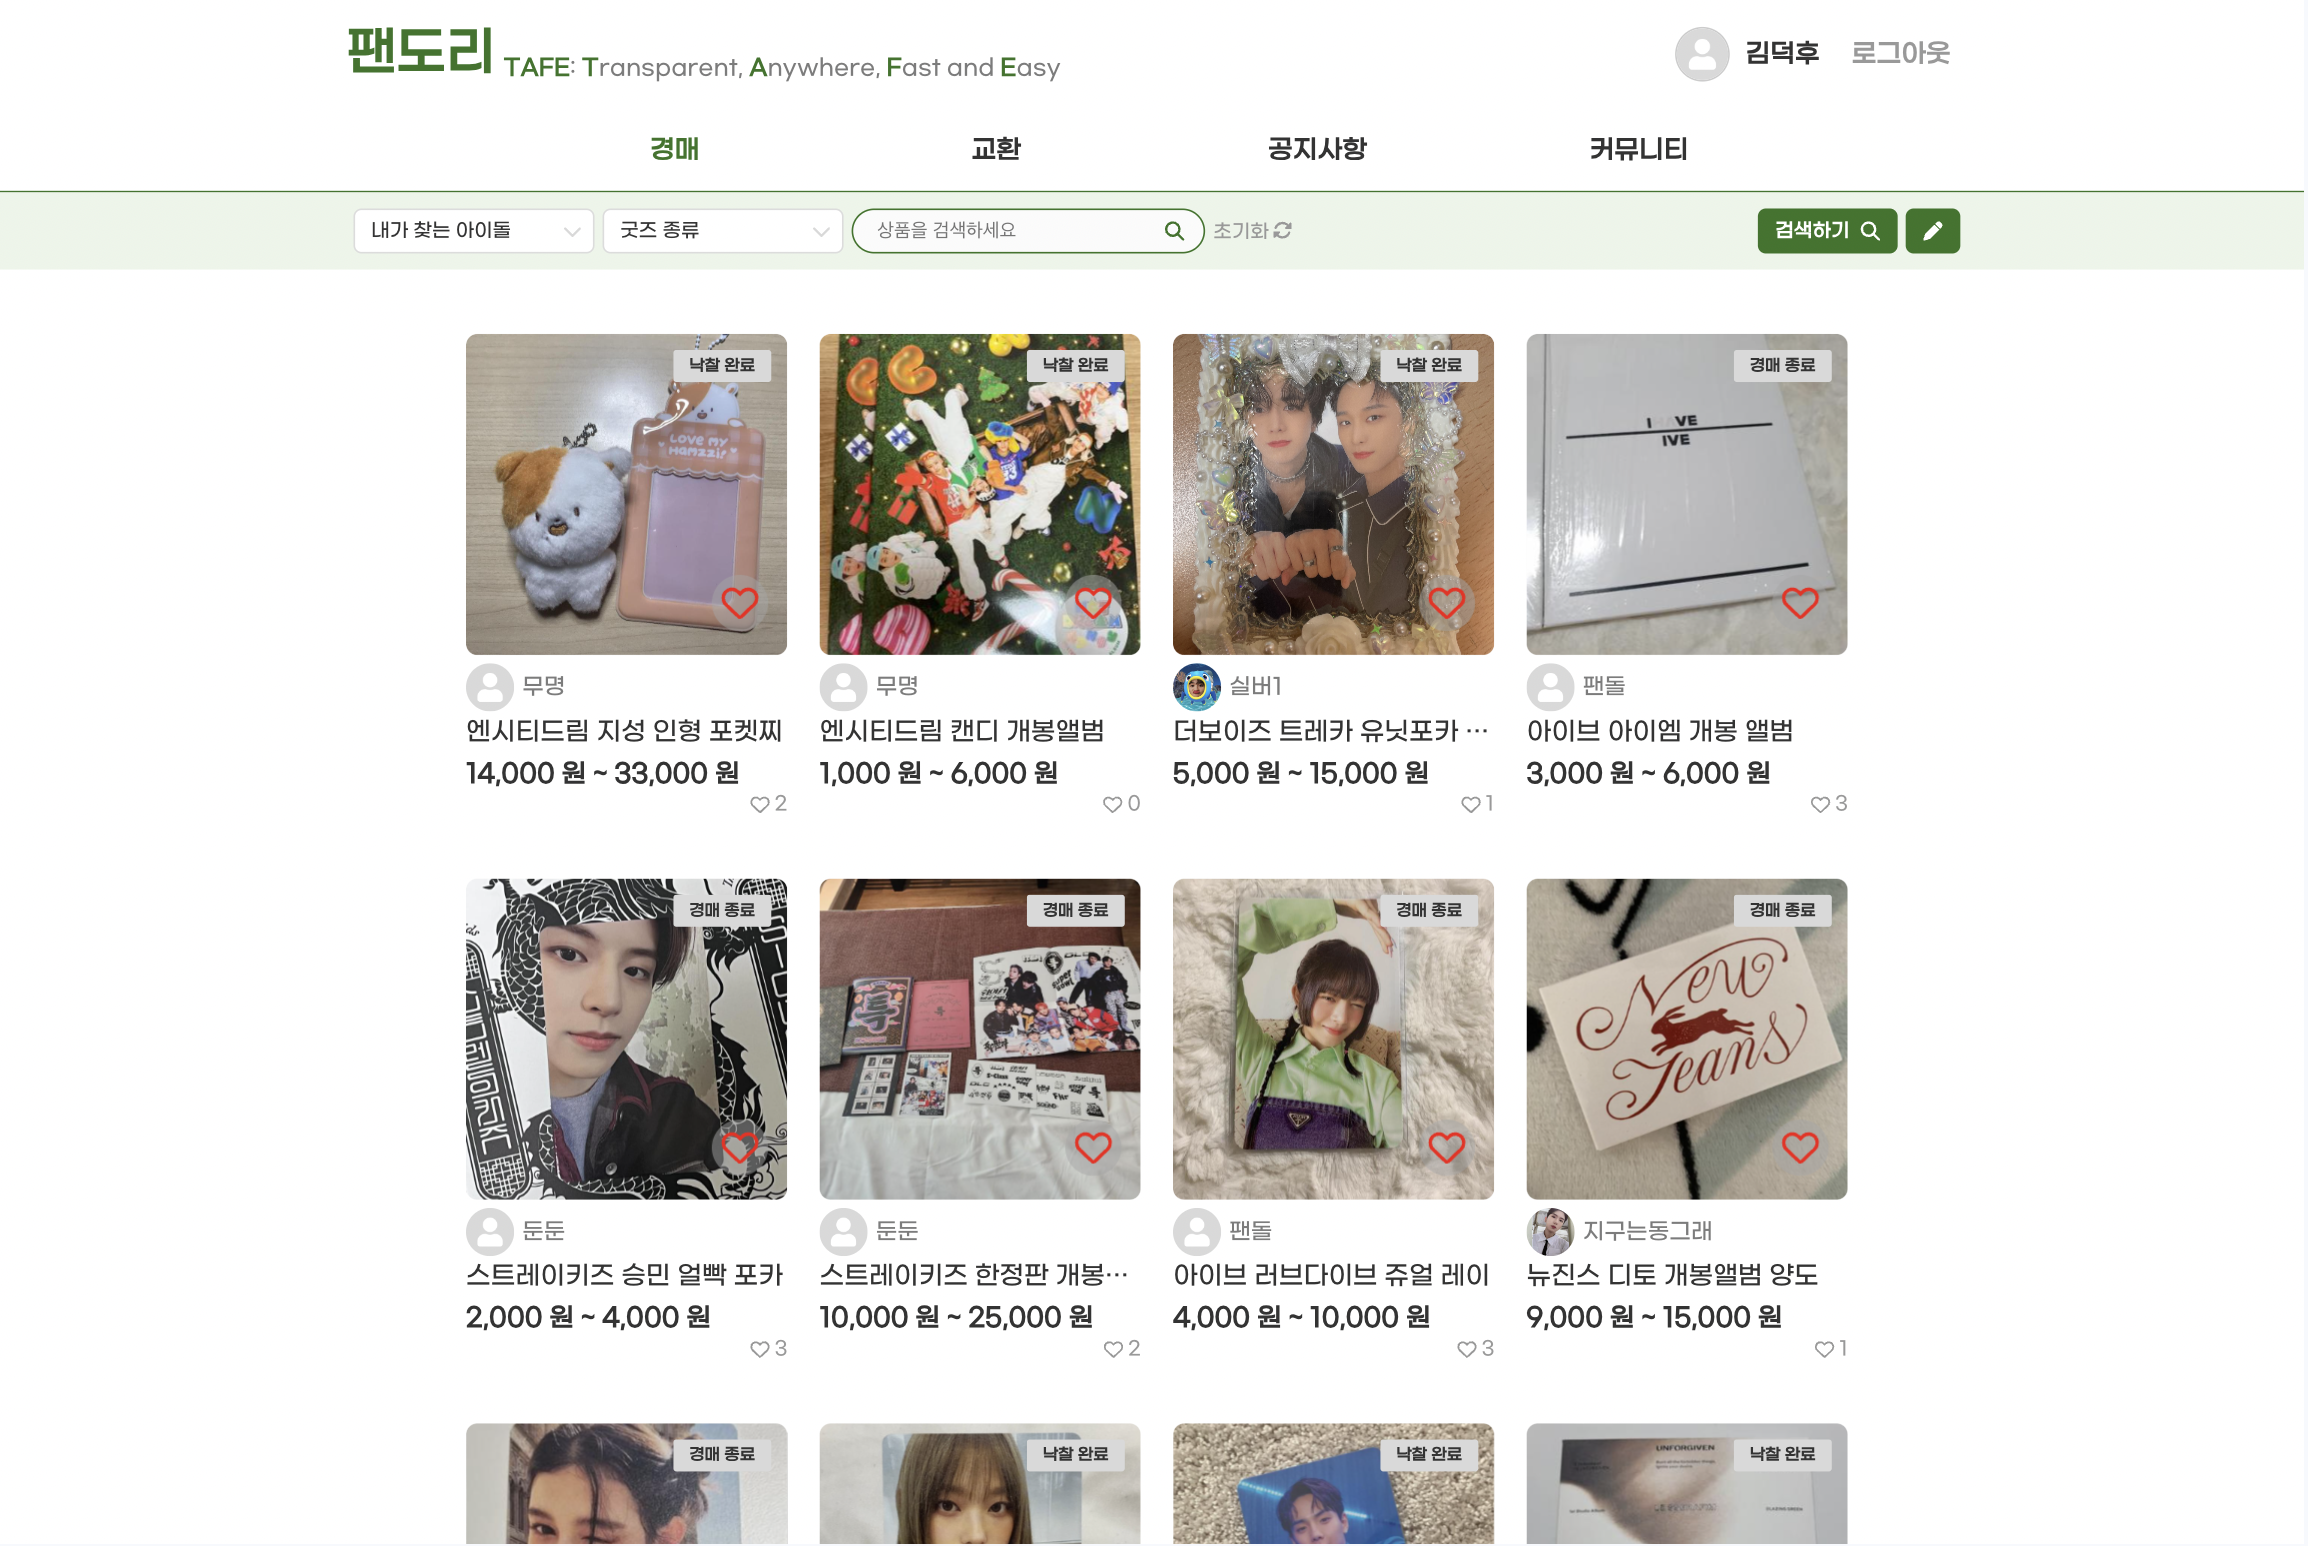 팬도리 TAFE: Transparent, Anywhere, Fast and Easy
김덕후 로그아웃
경매 교환 공지사항 커뮤니티
내가 찾는 아이돌 굿즈 종류 상품을 검색하세요 초기화 검색하기
낙찰 완료 낙찰 완료 낙찰 완료 경매 종료
LOVE MY
HAMZZI!
I HAVE
IVE
무명 무명 실버1 팬돌
엔시티드림 지성 인형 포켓찌 엔시티드림 캔디 개봉앨범 더보이즈 트레카 유닛포카 ⋯ 아이브 아이엠 개봉 앨범
14,000 원 ~ 33,000 원 1,000 원 ~ 6,000 원 5,000 원 ~ 15,000 원 3,000 원 ~ 6,000 원
2 0 1 3
경매 종료 경매 종료 경매 종료 경매 종료
특
New
Jeans
둔둔 둔둔 팬돌 지구는동그래
스트레이키즈 승민 얼빡 포카 스트레이키즈 한정판 개봉⋯ 아이브 러브다이브 쥬얼 레이 뉴진스 디토 개봉앨범 양도
2,000 원 ~ 4,000 원 10,000 원 ~ 25,000 원 4,000 원 ~ 10,000 원 9,000 원 ~ 15,000 원
3 2 3 1
경매 종료 낙찰 완료 낙찰 완료 낙찰 완료
UNFORGIVEN